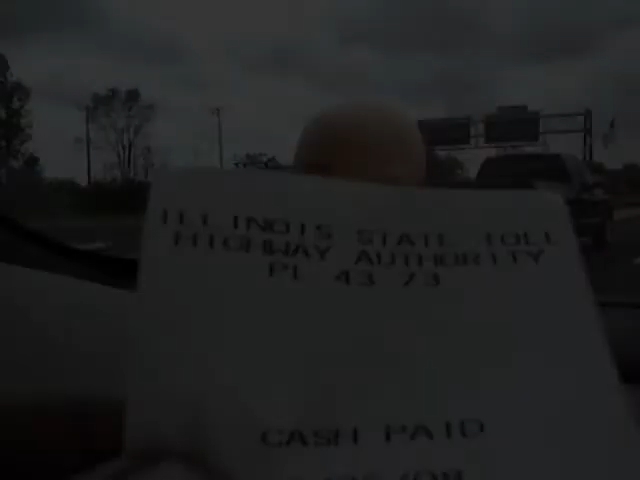 ILLINOIS STATE TOLL
HIGHWAY AUTHORITY
PL 43 73
CASH PAID